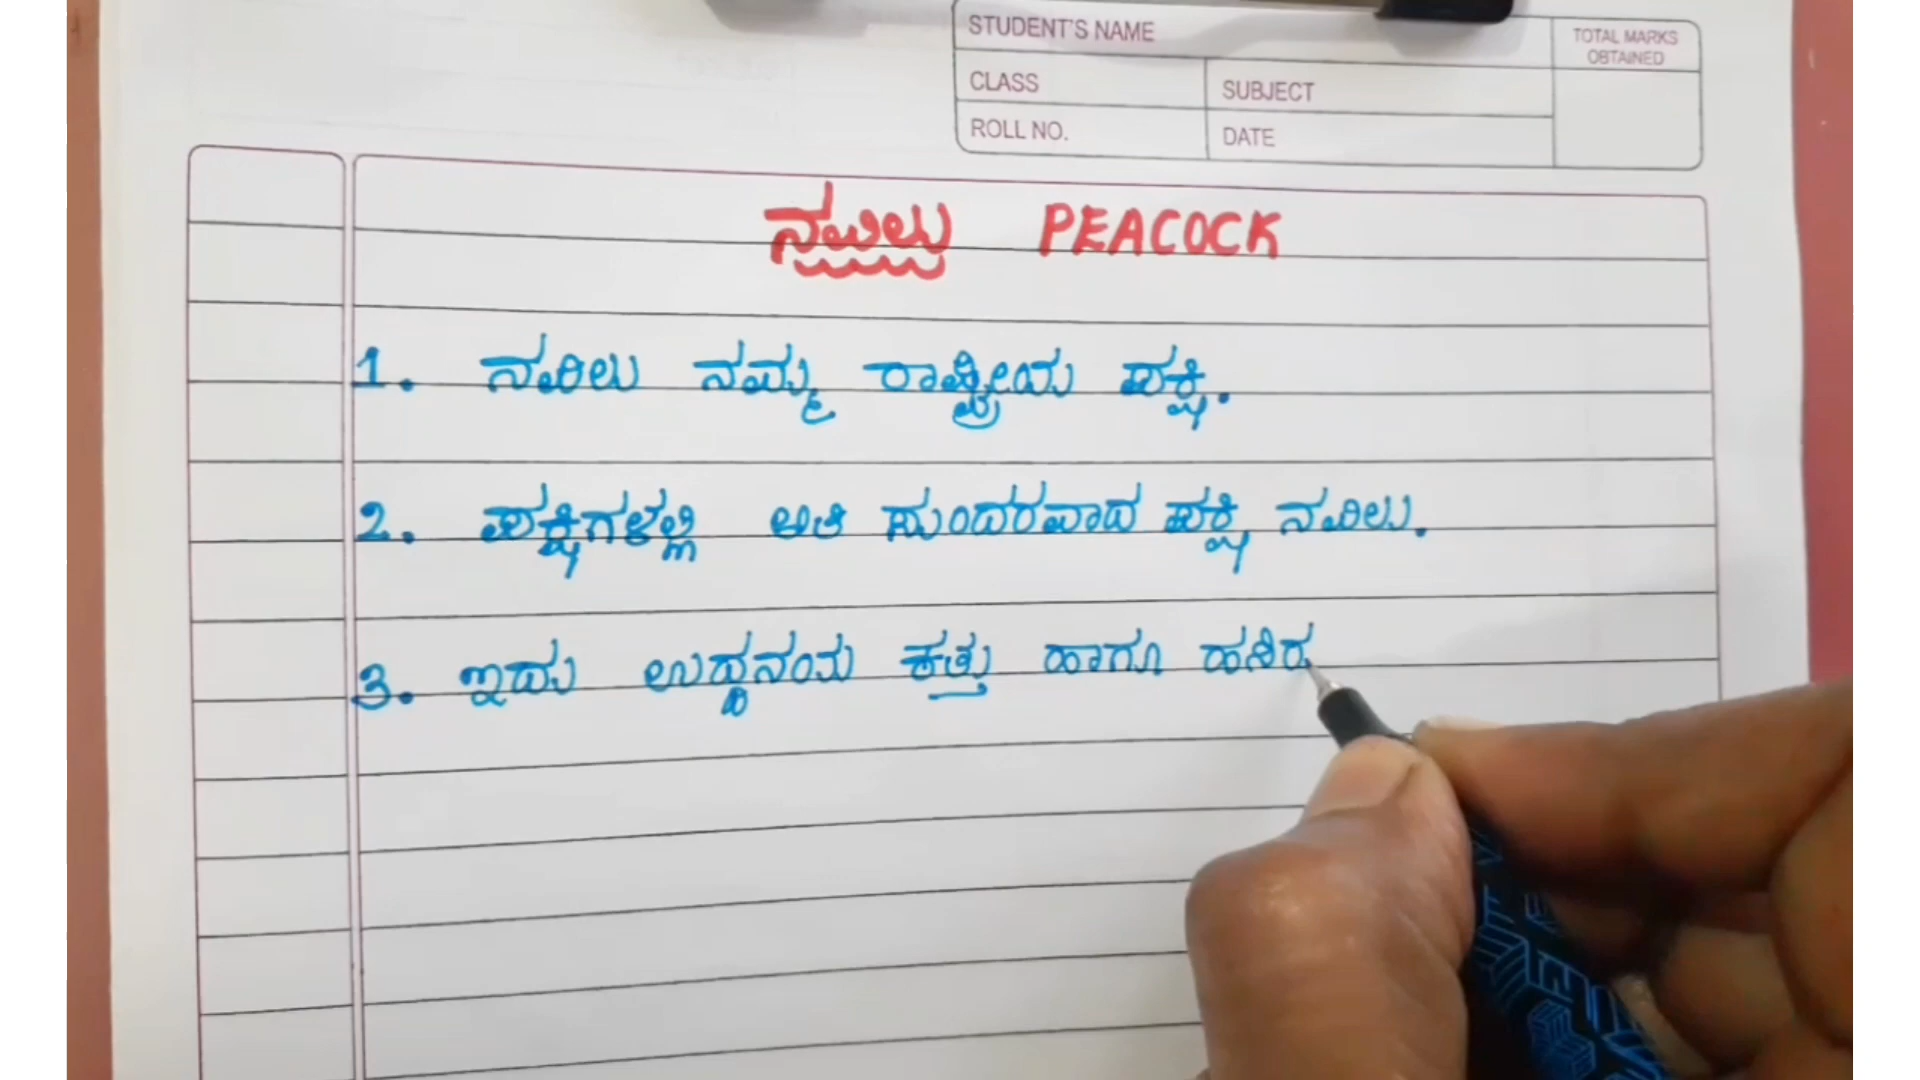 STUDENT'S NAME
TOTAL MARKS OBTAINED
CLASS
SUBJECT
ROLL NO.
DATE
ನವಿಲು PEACOCK
1. ನವಿಲು ನಮ್ಮ ರಾಷ್ಟ್ರೀಯ ಪಕ್ಷಿ.
2. ಪಕ್ಷಿಗಳಲ್ಲಿ ಅತಿ ಸುಂದರವಾದ ಪಕ್ಷಿ ನವಿಲು.
3. ಇದು ಉದ್ದನೆಯ ಕತ್ತು ಹಾಗೂ ಹಸಿರ